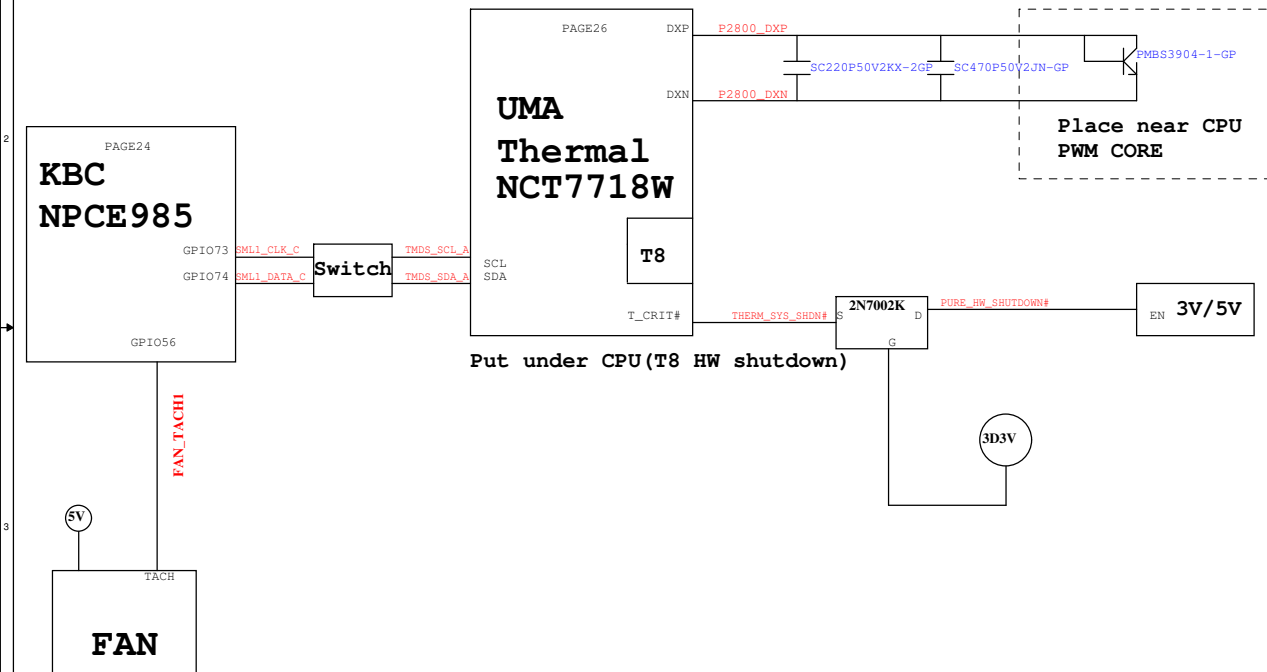 PAGE26
DXP
P2800_DXP
SC220P50V2KX-2GP
SC470P50V2JN-GP
PMBS3904-1-GP
DXN
P2800_DXN
UMA
Thermal
NCT7718W
Place near CPU
PWM CORE
2
PAGE24
KBC
NPCE985
GPIO73
SML1_CLK_C
GPIO74
SML1_DATA_C
Switch
TMDS_SCL_A
TMDS_SDA_A
SCL
SDA
T8
T_CRIT#
THERM_SYS_SHDN#
2N7002K
S
D
G
PURE_HW_SHUTDOWN#
EN
3V/5V
GPIO56
Put under CPU(T8 HW shutdown)
FAN_TACH1
3D3V
5V
3
TACH
FAN